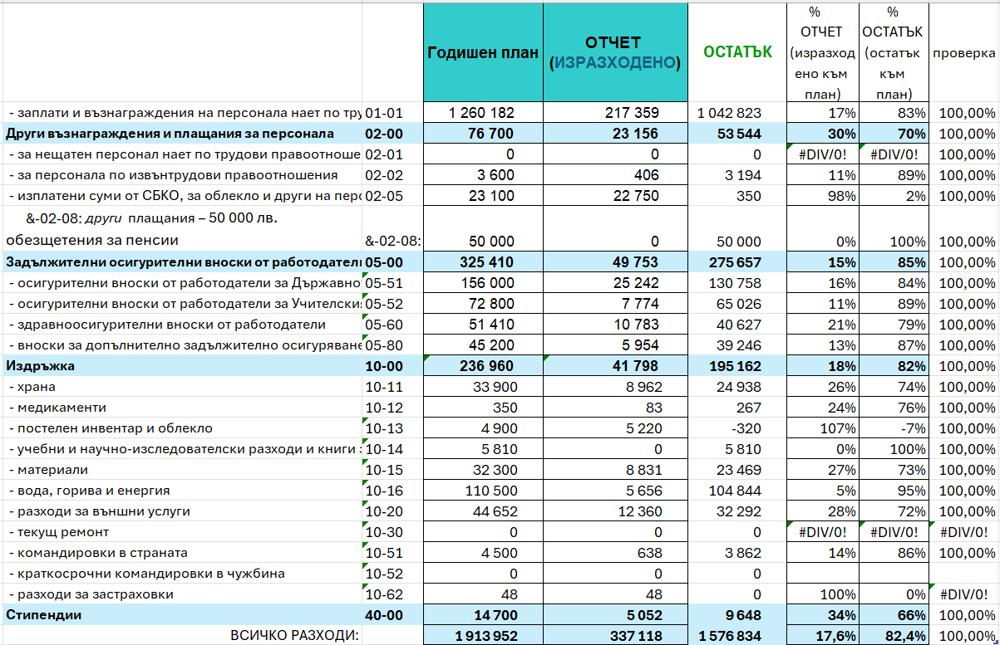 Годишен план ОТЧЕТ (ИЗРАЗХОДЕНО) ОСТАТЪК % ОТЧЕТ (изразход ено към план) % ОСТАТЪК (остатък към план) проверка
- заплати и възнаграждения на персонала нает по тру 01-01 1 260 182 217 359 1 042 823 17% 83% 100,00%
Други възнаграждения и плащания за персонала 02-00 76 700 23 156 53 544 30% 70% 100,00%
- за нещатен персонал нает по трудови правоотноше 02-01 0 0 0 #DIV/0! #DIV/0! 100,00%
- за персонала по извънтрудови правоотношения 02-02 3 600 406 3 194 11% 89% 100,00%
- изплатени суми от СБКО, за облекло и други на перс 02-05 23 100 22 750 350 98% 2% 100,00%
&-02-08: други плащания – 50 000 лв.
обезщетения за пенсии &-02-08: 50 000 0 50 000 0% 100% 100,00%
Задължителни осигурителни вноски от работодатели 05-00 325 410 49 753 275 657 15% 85% 100,00%
- осигурителни вноски от работодатели за Държавно 05-51 156 000 25 242 130 758 16% 84% 100,00%
- осигурителни вноски от работодатели за Учителския 05-52 72 800 7 774 65 026 11% 89% 100,00%
- здравноосигурителни вноски от работодатели 05-60 51 410 10 783 40 627 21% 79% 100,00%
- вноски за допълнително задължително осигуряване 05-80 45 200 5 954 39 246 13% 87% 100,00%
Издръжка 10-00 236 960 41 798 195 162 18% 82% 100,00%
- храна 10-11 33 900 8 962 24 938 26% 74% 100,00%
- медикаменти 10-12 350 83 267 24% 76% 100,00%
- постелен инвентар и облекло 10-13 4 900 5 220 -320 107% -7% 100,00%
- учебни и научно-изследователски разходи и книги з 10-14 5 810 0 5 810 0% 100% 100,00%
- материали 10-15 32 300 8 831 23 469 27% 73% 100,00%
- вода, горива и енергия 10-16 110 500 5 656 104 844 5% 95% 100,00%
- разходи за външни услуги 10-20 44 652 12 360 32 292 28% 72% 100,00%
- текущ ремонт 10-30 0 0 0 #DIV/0! #DIV/0! #DIV/0!
- командировки в страната 10-51 4 500 638 3 862 14% 86% 100,00%
- краткосрочни командировки в чужбина 10-52 0 0 0
- разходи за застраховки 10-62 48 48 0 100% 0% #DIV/0!
Стипендии 40-00 14 700 5 052 9 648 34% 66% 100,00%
ВСИЧКО РАЗХОДИ: 1 913 952 337 118 1 576 834 17,6% 82,4% 100,00%